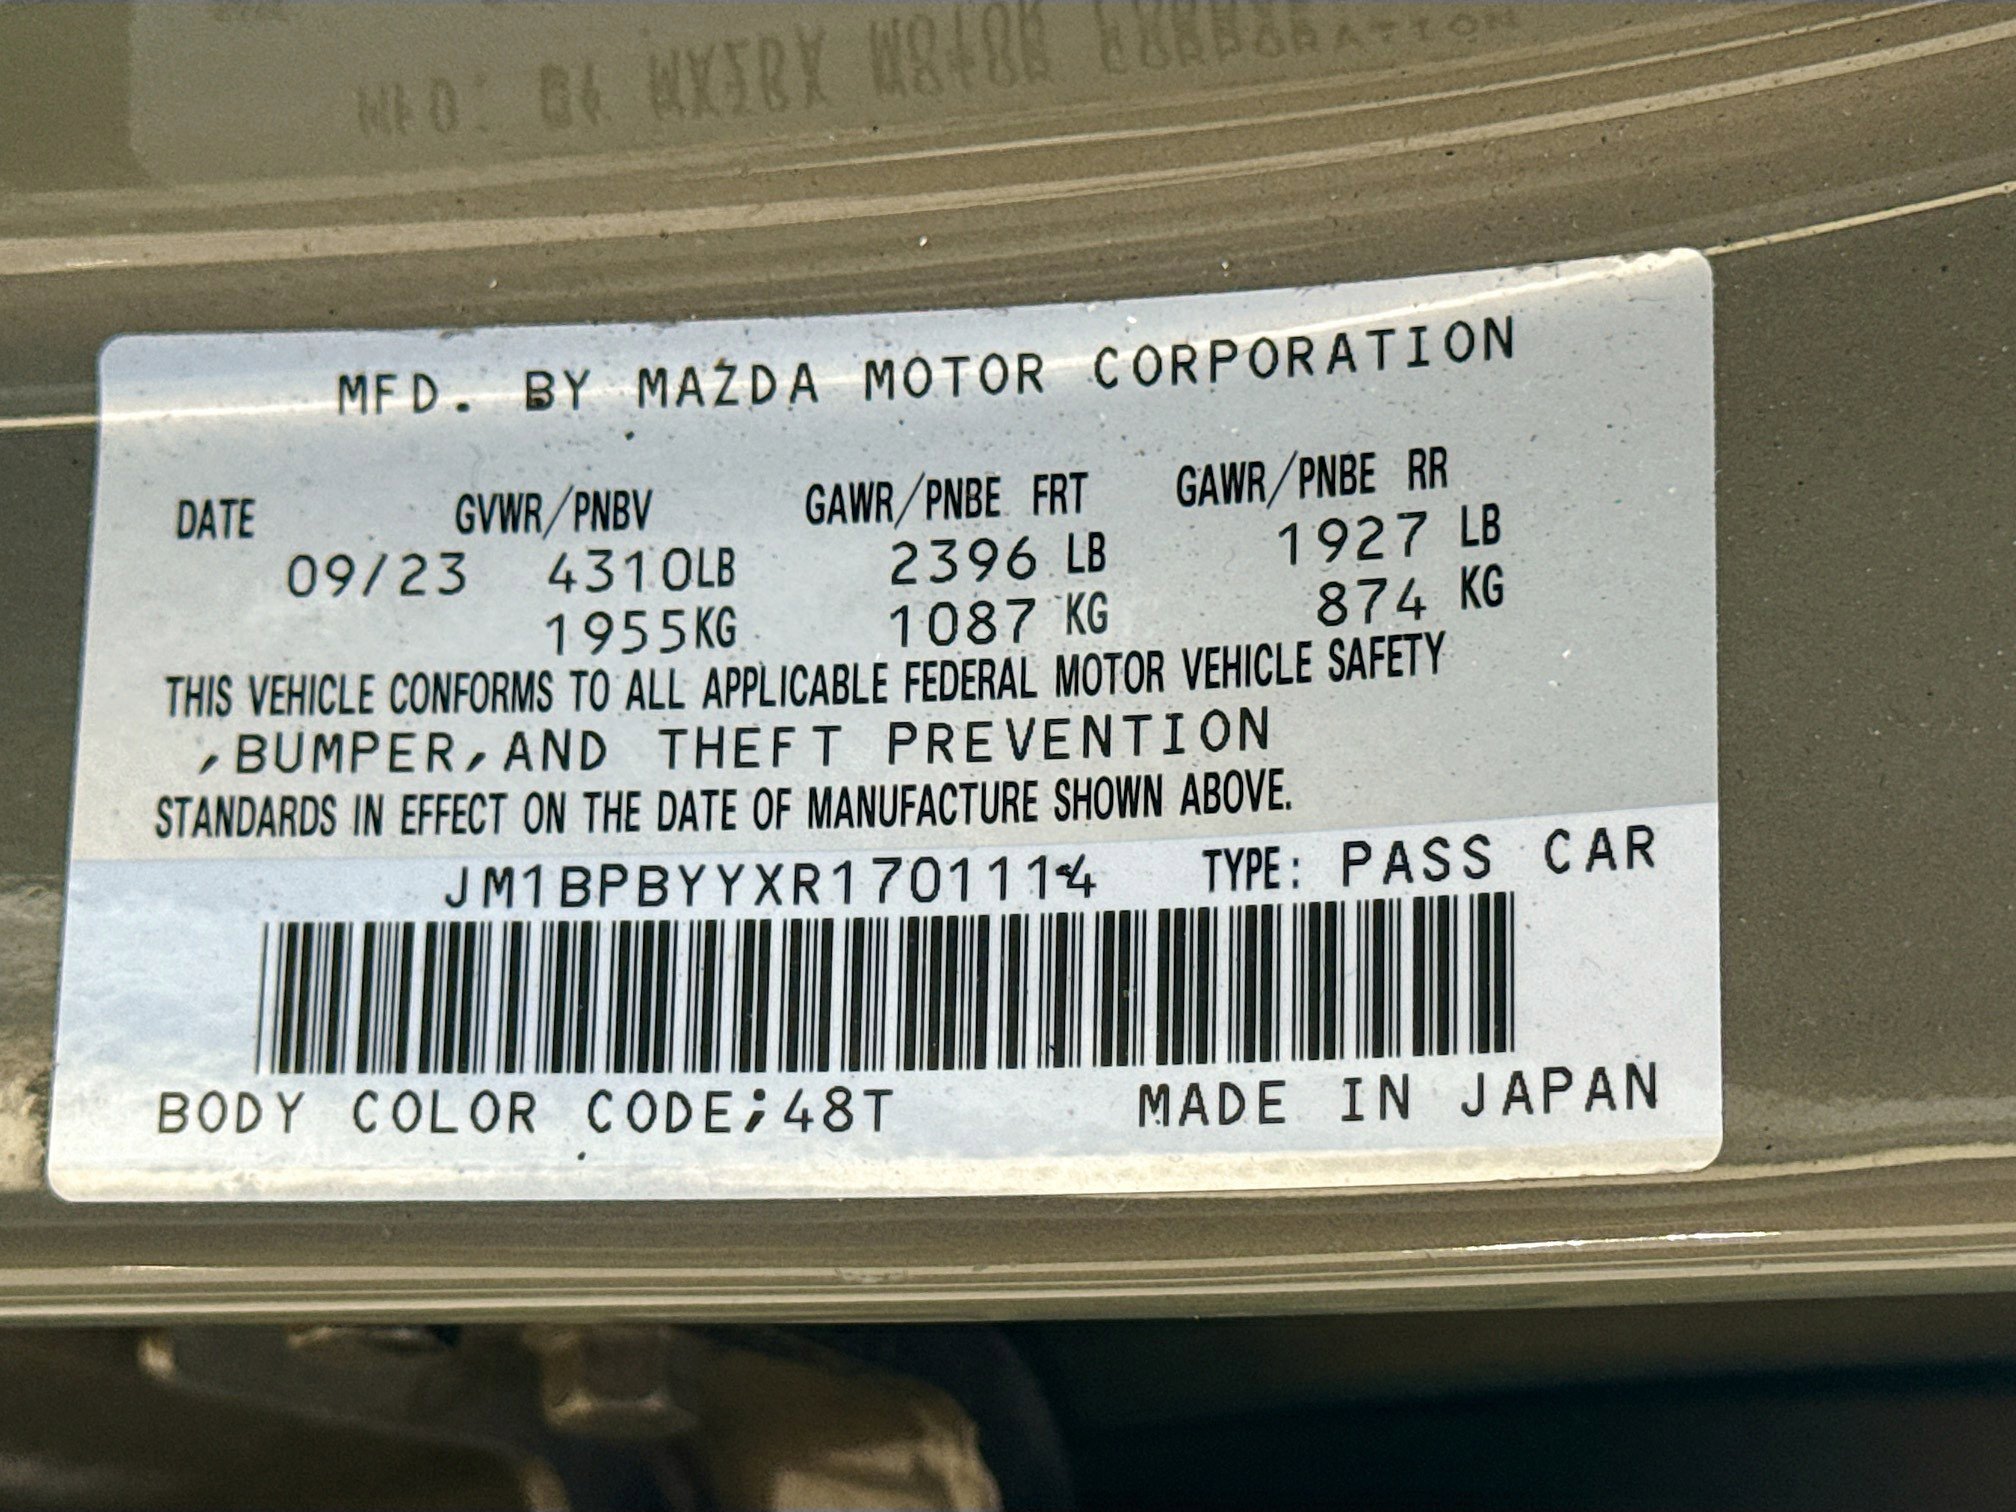 MFD. BY MAZDA MOTOR CORPORATION
DATE GVWR/PNBV GAWR/PNBE FRT GAWR/PNBE RR
09/23 4310LB 2396 LB 1927 LB
1955KG 1087 KG 874 KG
THIS VEHICLE CONFORMS TO ALL APPLICABLE FEDERAL MOTOR VEHICLE SAFETY
,BUMPER,AND THEFT PREVENTION
STANDARDS IN EFFECT ON THE DATE OF MANUFACTURE SHOWN ABOVE.
JM1BPBYYXR1701114 TYPE: PASS CAR
BODY COLOR CODE;48T MADE IN JAPAN